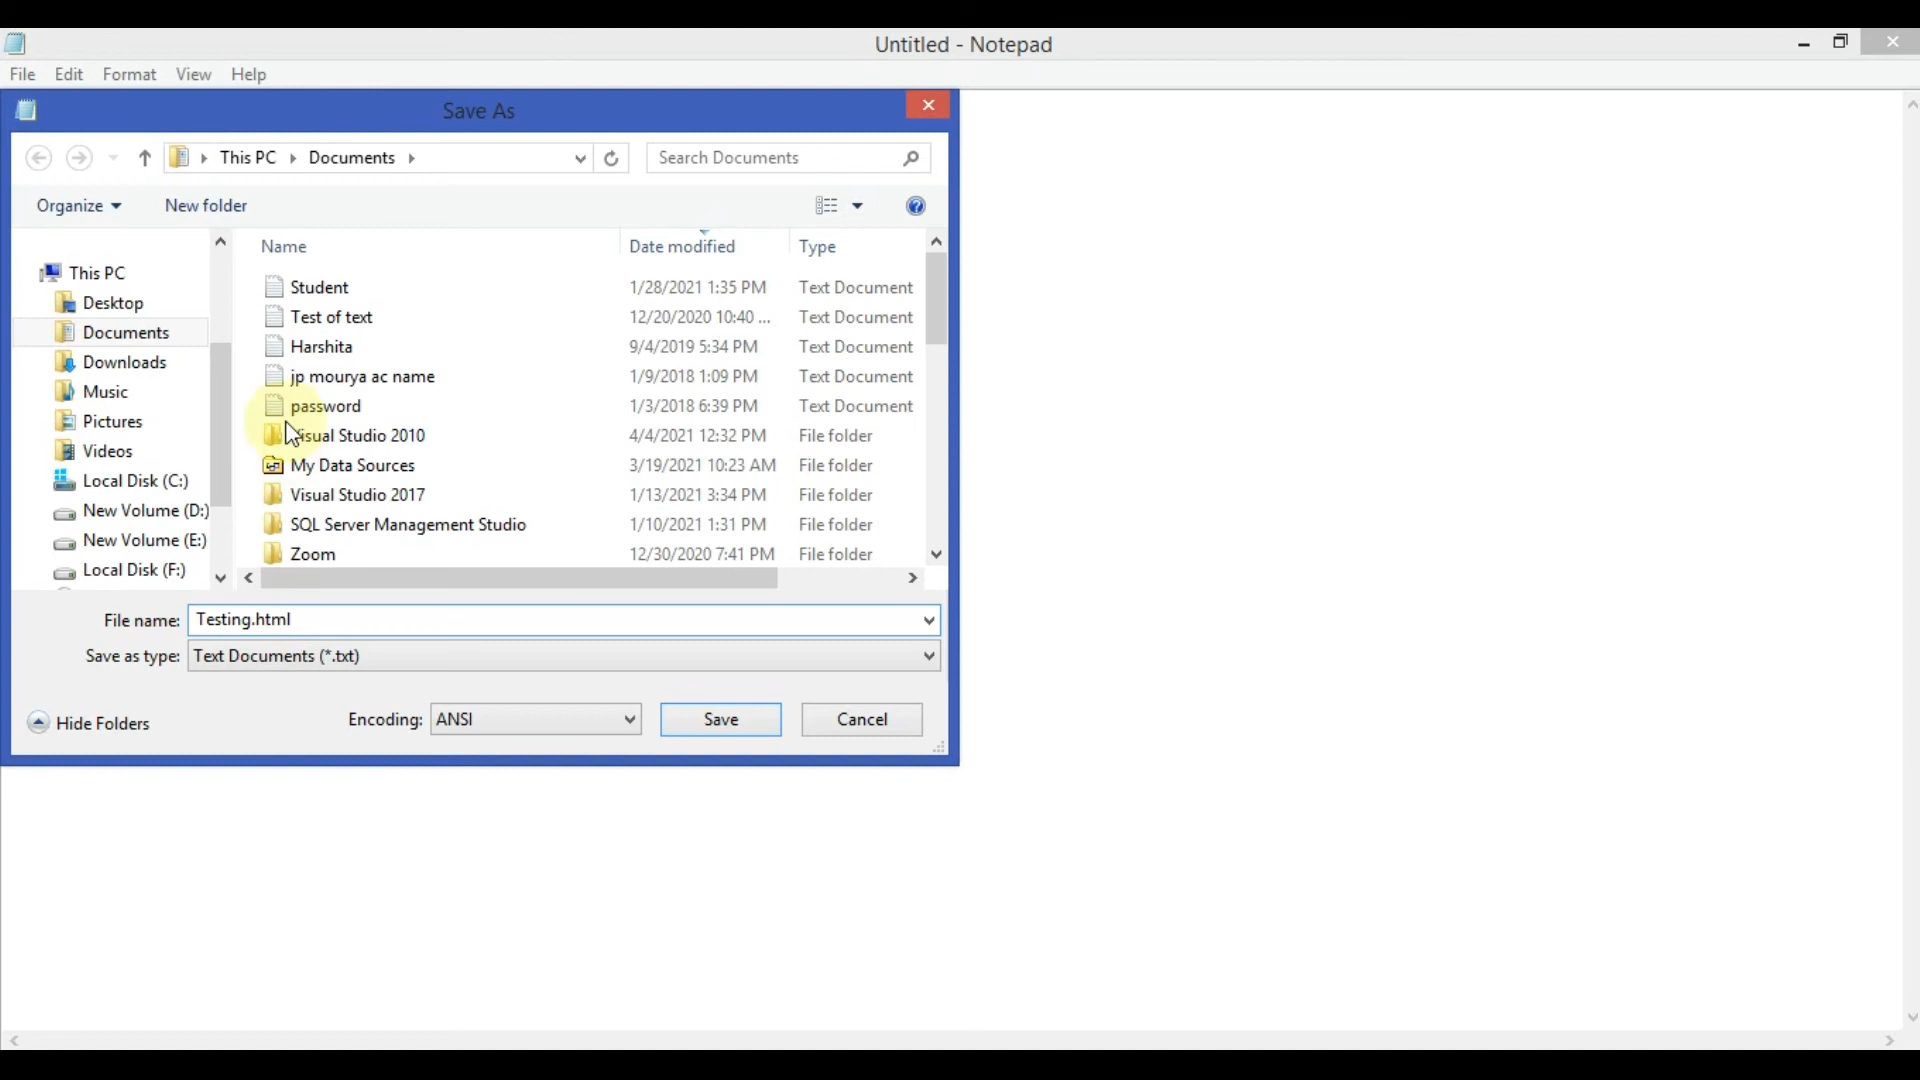 Untitled - Notepad
File Edit Format View Help
Save As
This PC Documents
Search Documents
Organize New folder
Name Date modified Type
This PC
Desktop
Documents
Downloads
Music
Pictures
Videos
Local Disk (C:)
New Volume (D:)
New Volume (E:)
Local Disk (F:)
Student 1/28/2021 1:35 PM Text Document
Test of text 12/20/2020 10:40 ... Text Document
Harshita 9/4/2019 5:34 PM Text Document
jp mourya ac name 1/9/2018 1:09 PM Text Document
password 1/3/2018 6:39 PM Text Document
Visual Studio 2010 4/4/2021 12:32 PM File folder
My Data Sources 3/19/2021 10:23 AM File folder
Visual Studio 2017 1/13/2021 3:34 PM File folder
SQL Server Management Studio 1/10/2021 1:31 PM File folder
Zoom 12/30/2020 7:41 PM File folder
File name: Testing.html
Save as type: Text Documents (*.txt)
Hide Folders Encoding: ANSI Save Cancel